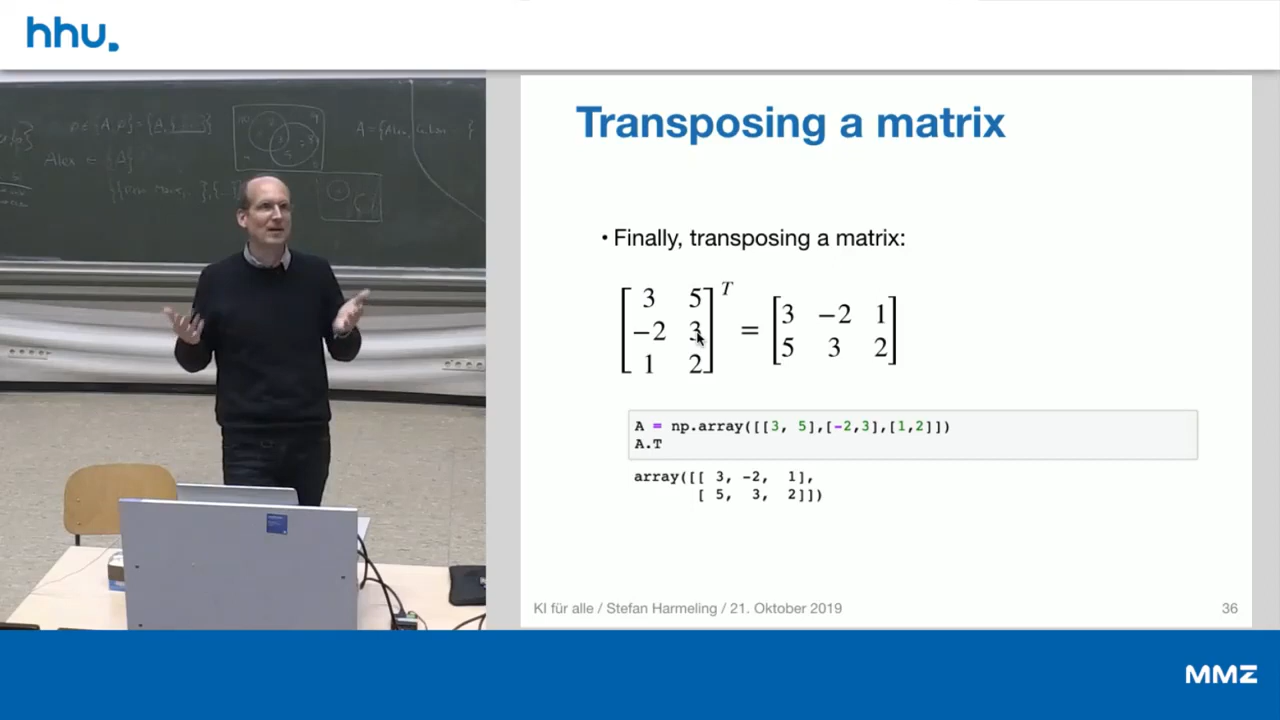 hhu.
Transposing a matrix
• Finally, transposing a matrix:
[3 5
−2 3
1 2]ᵀ = [3 −2 1
5 3 2]
A = np.array([[3, 5],[-2,3],[1,2]])
A.T
array([[ 3, -2, 1],
[ 5, 3, 2]])
KI für alle / Stefan Harmeling / 21. Oktober 2019
36
MMZ
Alex ∈ {A}